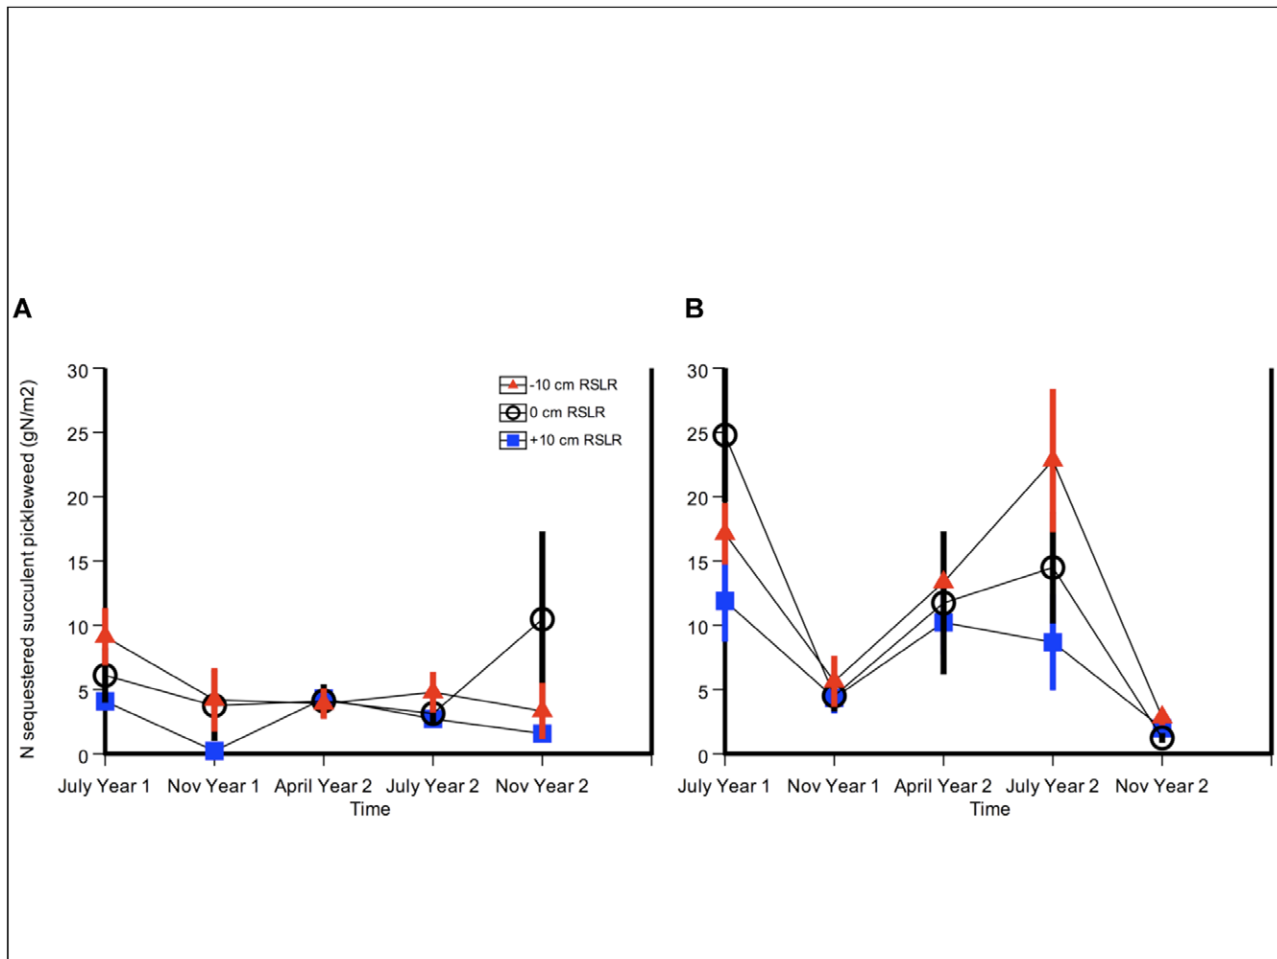 A
B
N sequestered succulent pickleweed (gN/m2)
30
25
20
15
10
5
0
-10 cm RSLR
0 cm RSLR
+10 cm RSLR
July Year 1 Nov Year 1 April Year 2 July Year 2 Nov Year 2
Time
30
25
20
15
10
5
0
July Year 1 Nov Year 1 April Year 2 July Year 2 Nov Year 2
Time